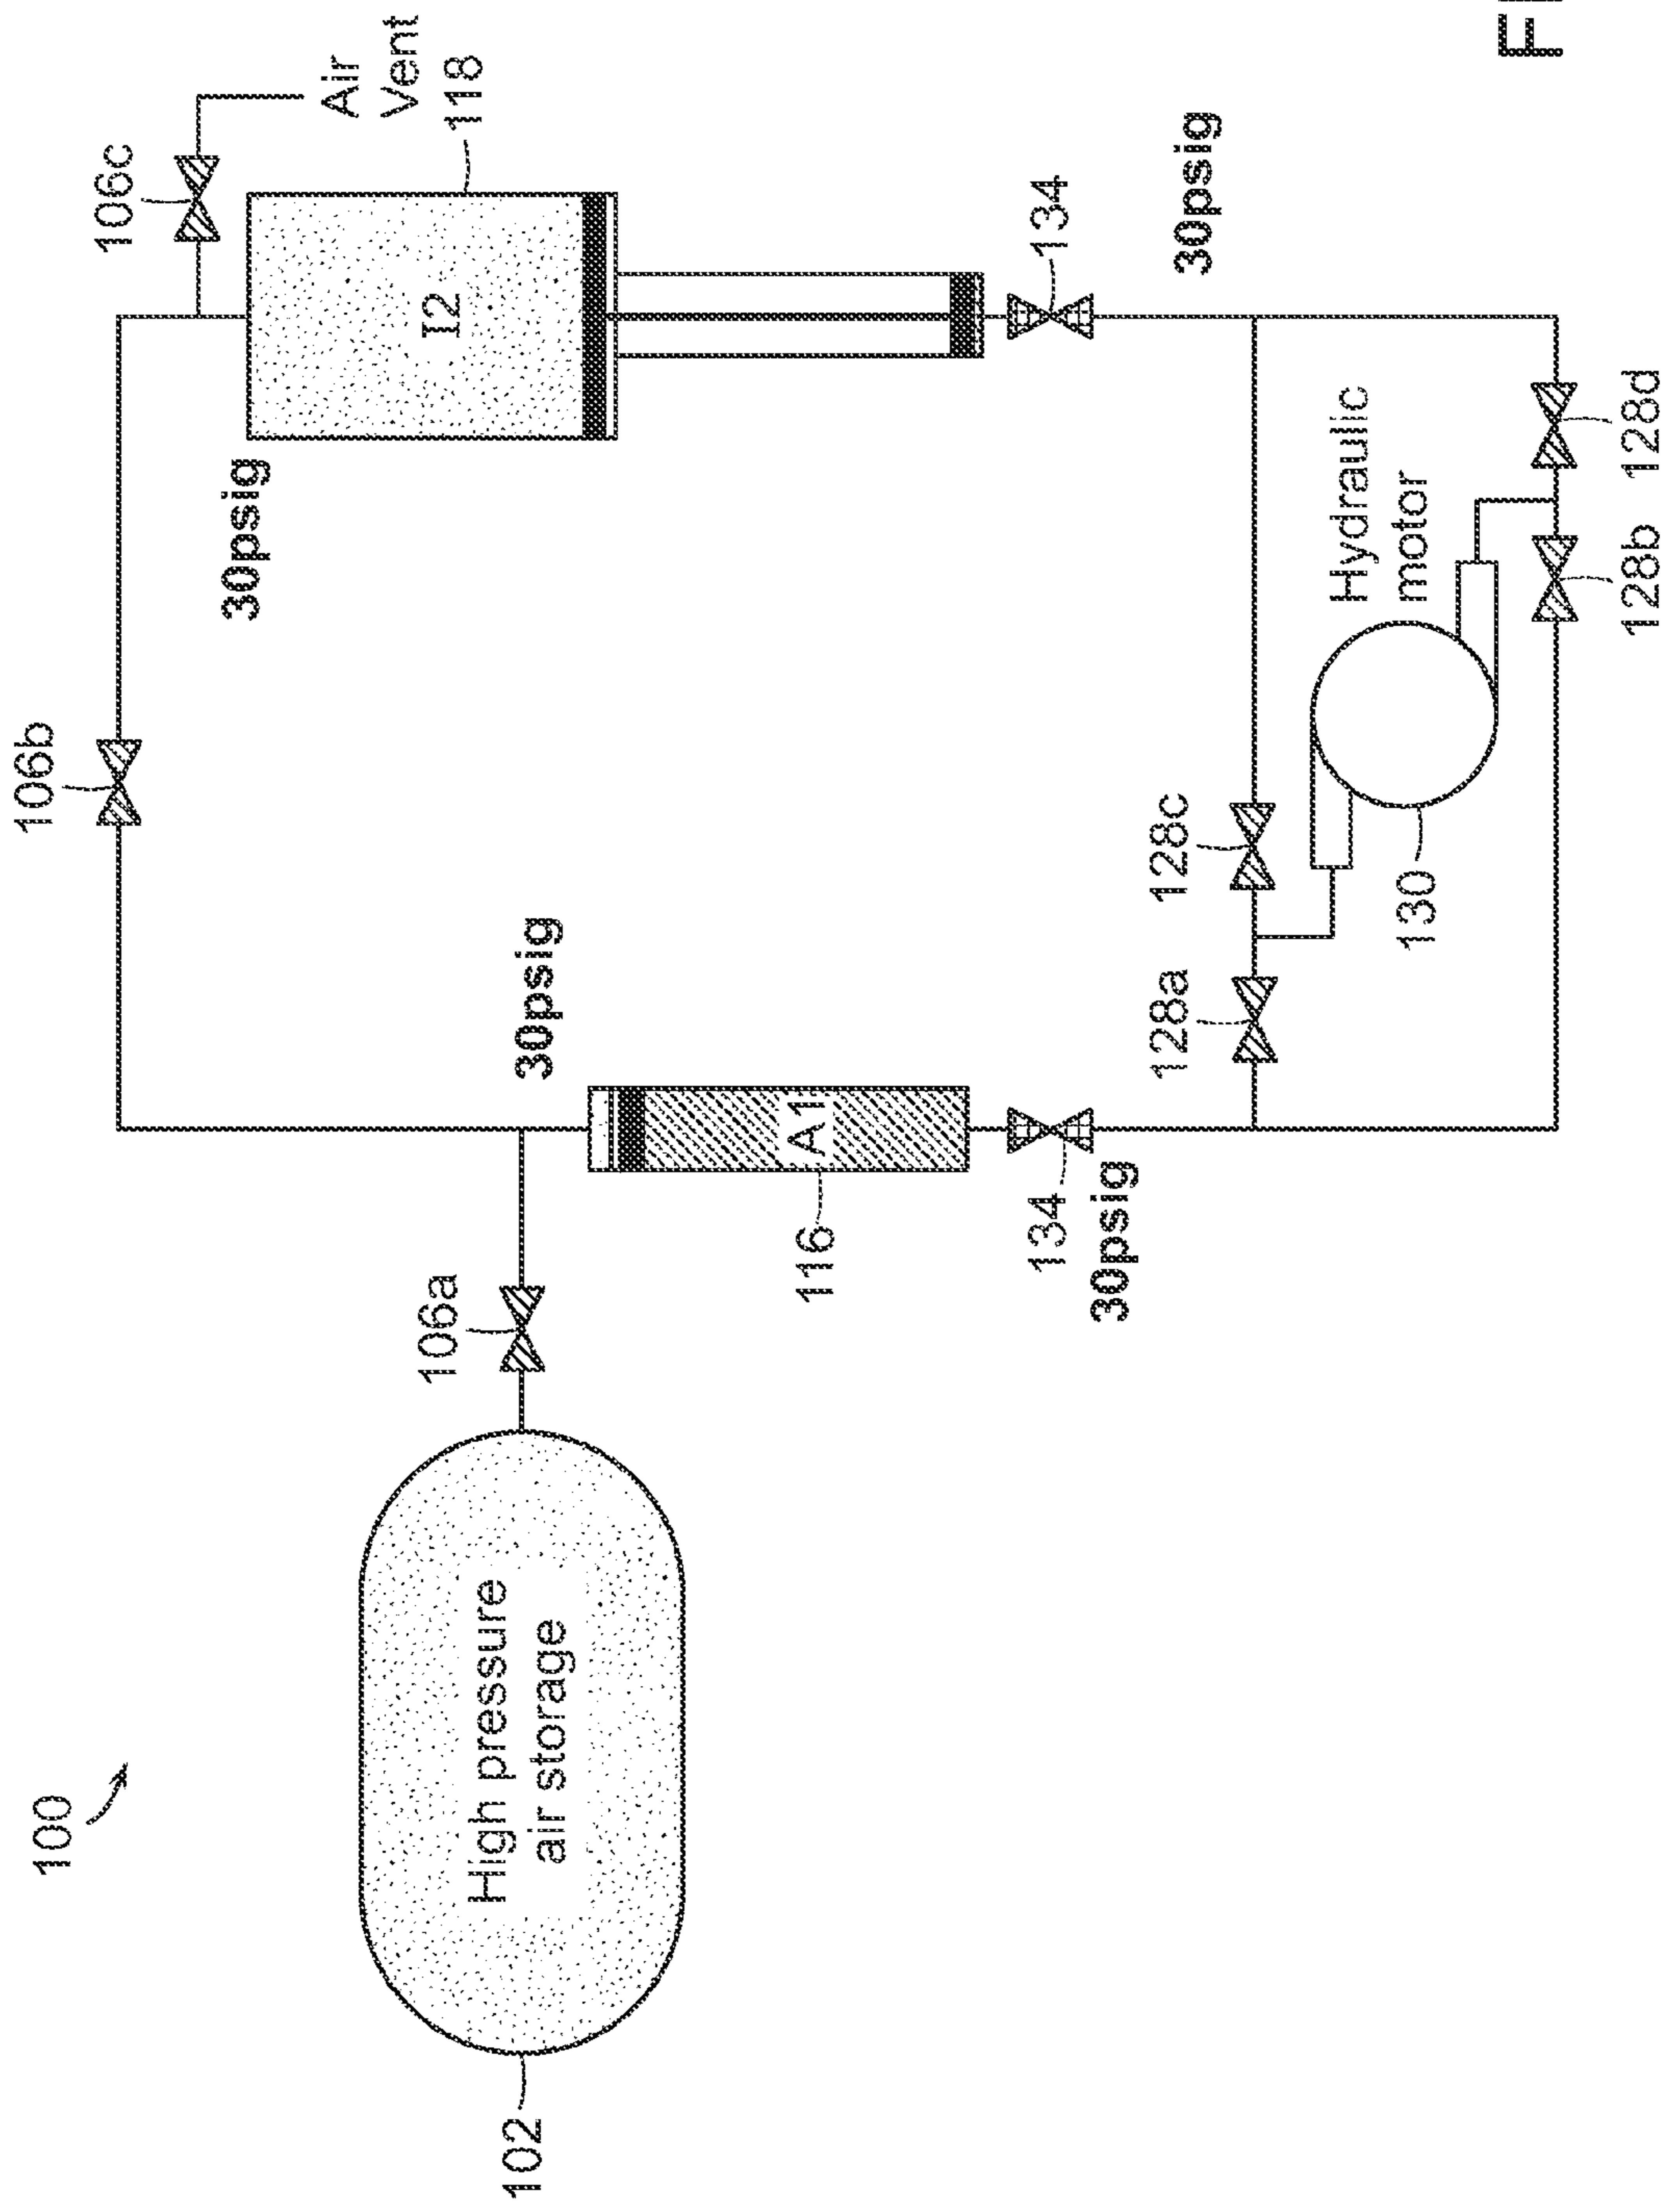 100
102
High pressure
air storage
106a
116
A1
134
30psig
30psig
106b
128a
128c
130
Hydraulic
motor
128b
128d
30psig
I2
118
106c
Air
Vent
134
30psig